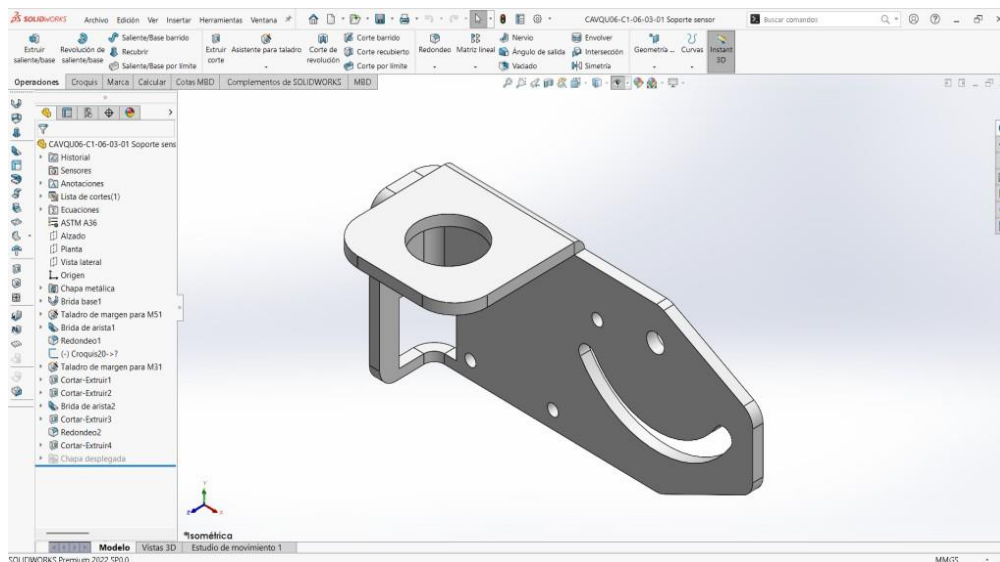 SOLIDWORKS Archivo Edición Ver Insertar Herramientas Ventana CAVQU06-C1-06-03-01 Soporte sensor Buscar comandos
Extruir saliente/base
Revolución de saliente/base
Saliente/Base barrido
Recubrir
Saliente/Base por límite
Extruir corte
Asistente para taladro
Corte de revolución
Corte barrido
Corte recubierto
Corte por límite
Redondeo
Matriz lineal
Nervio
Ángulo de salida
Vaciado
Envolver
Intersección
Simetría
Geometría ...
Curvas
Instant 3D
Operaciones Croquis Marca Calcular Cotas MBD Complementos de SOLIDWORKS MBD
CAVQU06-C1-06-03-01 Soporte sens
Historial
Sensores
Anotaciones
Lista de cortes(1)
Ecuaciones
ASTM A36
Alzado
Planta
Vista lateral
Origen
Chapa metálica
Brida base1
Taladro de margen para M51
Brida de arista1
Redondeo1
(-) Croquis20->?
Taladro de margen para M31
Cortar-Extruir1
Cortar-Extruir2
Brida de arista2
Cortar-Extruir3
Redondeo2
Cortar-Extruir4
Chapa desplegada
Y
Z X
*Isométrica
Modelo Vistas 3D Estudio de movimiento 1
SOLIDWORKS Premium 2022 SP0.0 MMGS